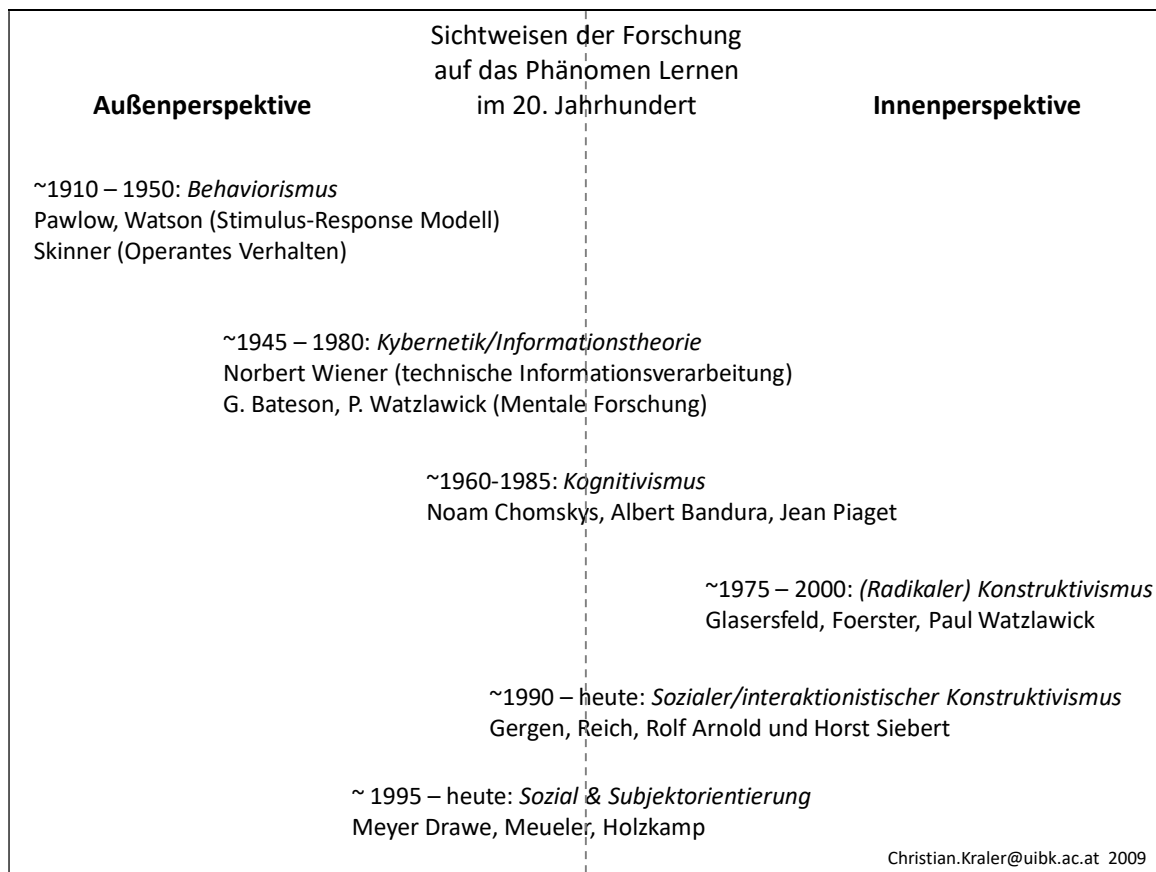 Sichtweisen der Forschung
auf das Phänomen Lernen
Außenperspektive im 20. Jahrhundert Innenperspektive
~1910 – 1950: Behaviorismus
Pawlow, Watson (Stimulus-Response Modell)
Skinner (Operantes Verhalten)
~1945 – 1980: Kybernetik/Informationstheorie
Norbert Wiener (technische Informationsverarbeitung)
G. Bateson, P. Watzlawick (Mentale Forschung)
~1960-1985: Kognitivismus
Noam Chomskys, Albert Bandura, Jean Piaget
~1975 – 2000: (Radikaler) Konstruktivismus
Glasersfeld, Foerster, Paul Watzlawick
~1990 – heute: Sozialer/interaktionistischer Konstruktivismus
Gergen, Reich, Rolf Arnold und Horst Siebert
~ 1995 – heute: Sozial & Subjektorientierung
Meyer Drawe, Meueler, Holzkamp
Christian.Kraler@uibk.ac.at 2009